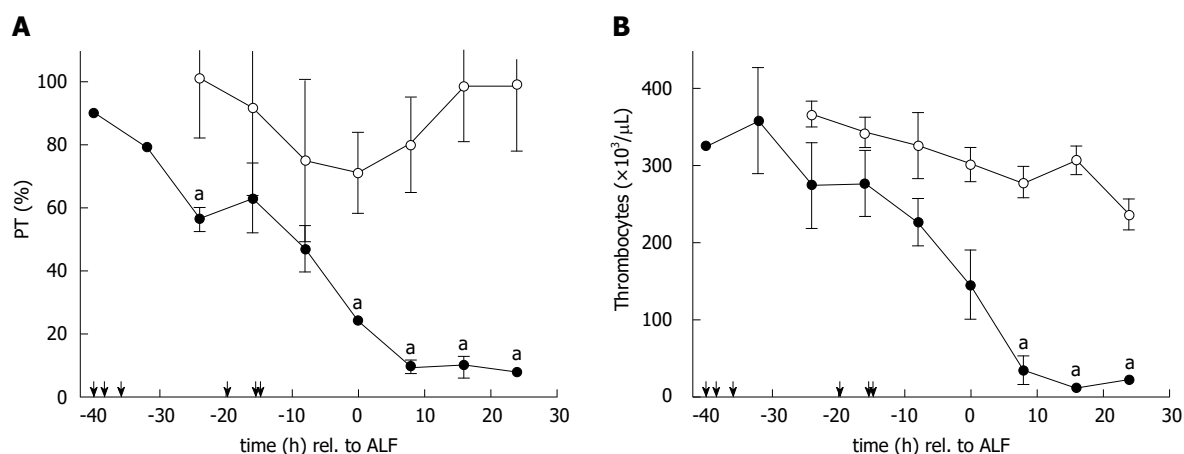 A
PT (%)
100
80
60
40
20
0
a
a
a
a
a
-40 -30 -20 -10 0 10 20 30
time (h) rel. to ALF
B
Thrombocytes (×10³/μL)
400
300
200
100
0
a
a
a
-40 -30 -20 -10 0 10 20 30
time (h) rel. to ALF